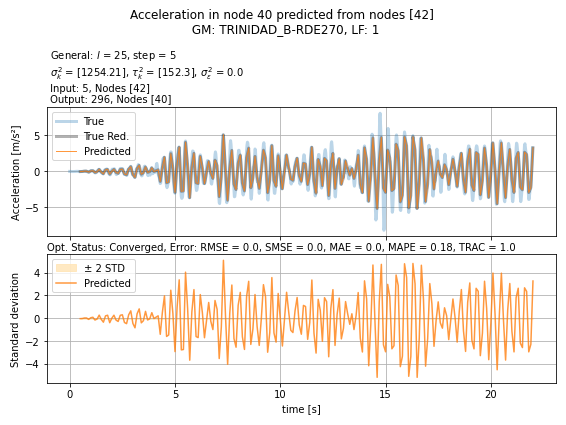 Acceleration in node 40 predicted from nodes [42]
GM: TRINIDAD_B-RDE270, LF: 1
General: l = 25, step = 5
σ²ₖ = [1254.21], τ²ₖ = [152.3], σ²ₑ = 0.0
Input: 5, Nodes [42]
Output: 296, Nodes [40]
True
True Red.
Predicted
Acceleration [m/s²]
5
0
−5
Opt. Status: Converged, Error: RMSE = 0.0, SMSE = 0.0, MAE = 0.0, MAPE = 0.18, TRAC = 1.0
± 2 STD
Predicted
Standard deviation
4
2
0
−2
−4
0 5 10 15 20
time [s]